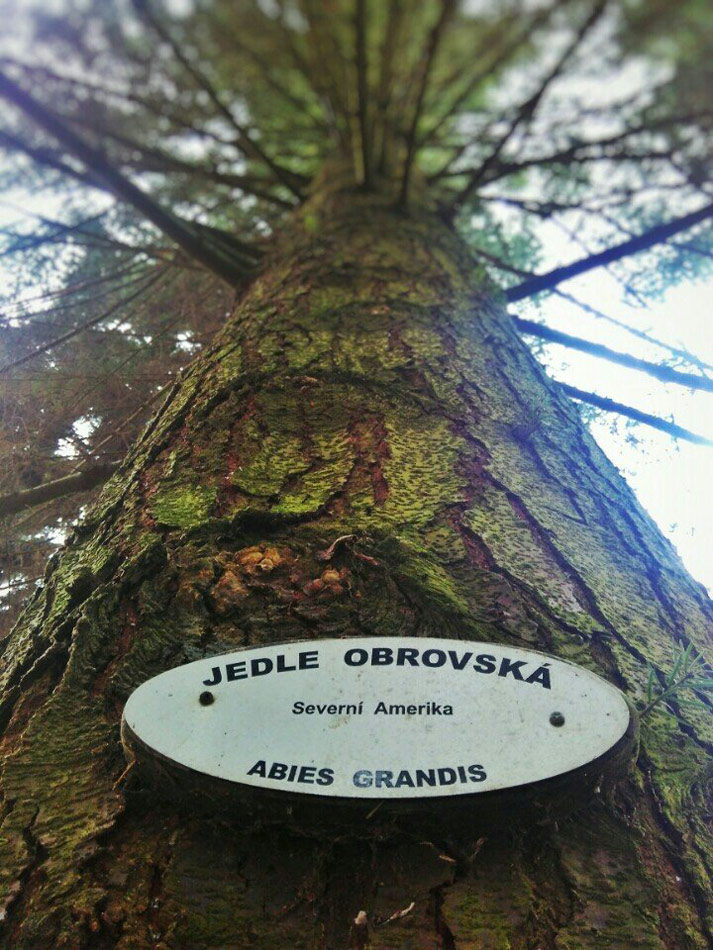 JEDLE OBROVSKÁ
Severní Amerika
ABIES GRANDIS